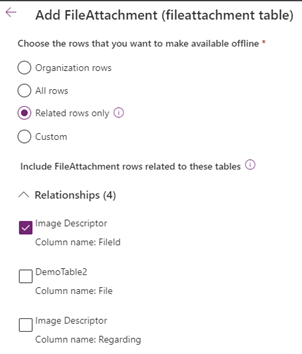 Add FileAttachment (fileattachment table)
Choose the rows that you want to make available offline *
Organization rows
All rows
Related rows only
Custom
Include FileAttachment rows related to these tables
Relationships (4)
Image Descriptor
Column name: FileId
DemoTable2
Column name: File
Image Descriptor
Column name: Regarding